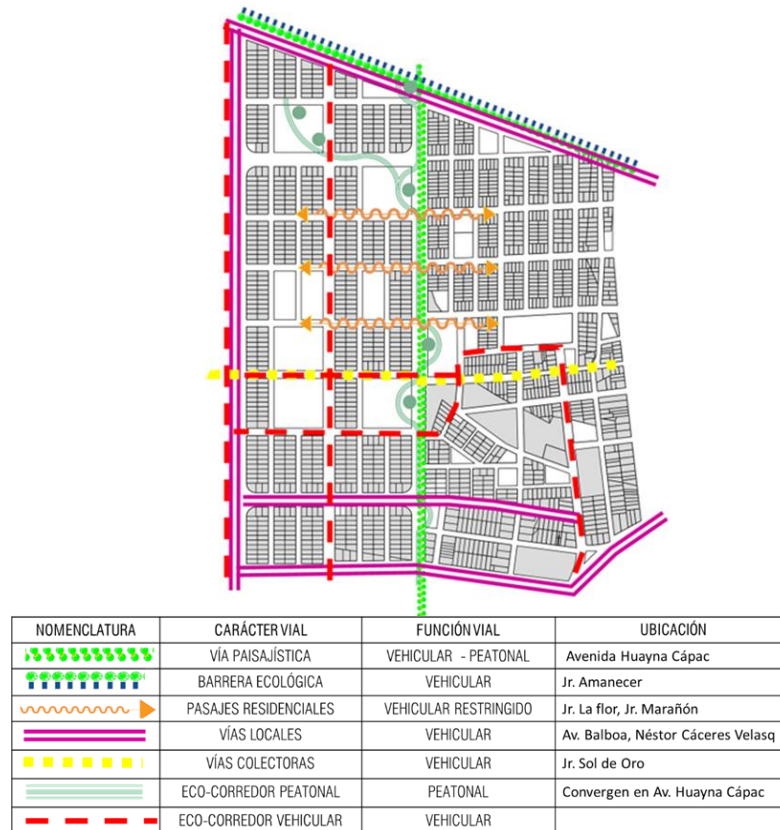 NOMENCLATURA CARÁCTER VIAL FUNCIÓN VIAL UBICACIÓN
VÍA PAISAJÍSTICA VEHICULAR - PEATONAL Avenida Huayna Cápac
BARRERA ECOLÓGICA VEHICULAR Jr. Amanecer
PASAJES RESIDENCIALES VEHICULAR RESTRINGIDO Jr. La flor, Jr. Marañón
VÍAS LOCALES VEHICULAR Av. Balboa, Néstor Cáceres Velasq
VÍAS COLECTORAS VEHICULAR Jr. Sol de Oro
ECO-CORREDOR PEATONAL PEATONAL Convergen en Av. Huayna Cápac
ECO-CORREDOR VEHICULAR VEHICULAR